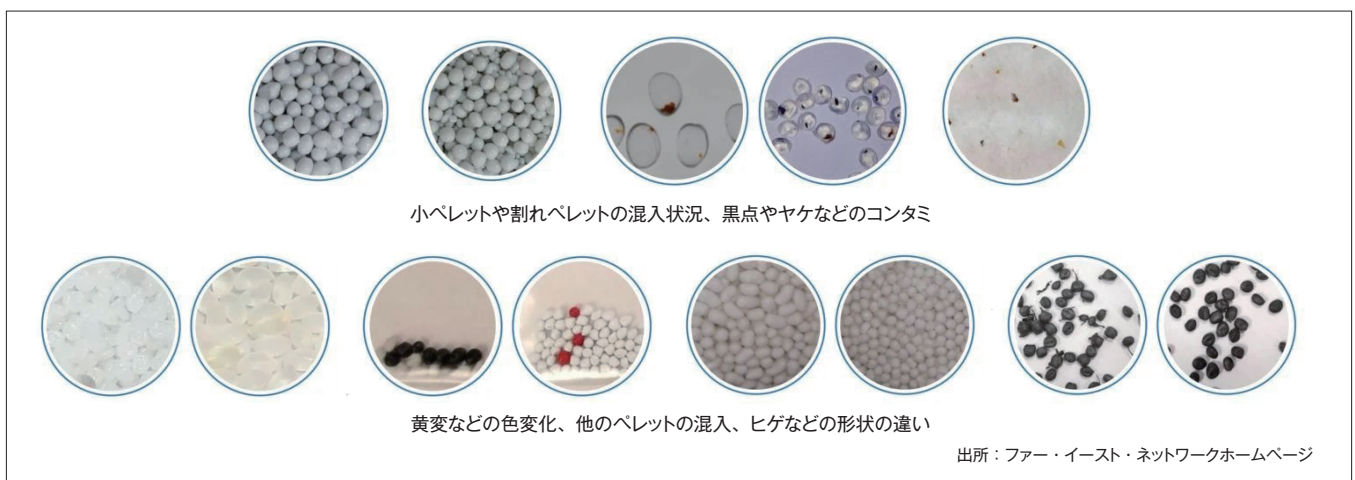 小ペレットや割れペレットの混入状況、黒点やヤケなどのコンタミ
黄変などの色変化、他のペレットの混入、ヒゲなどの形状の違い
出所：ファー・イースト・ネットワークホームページ